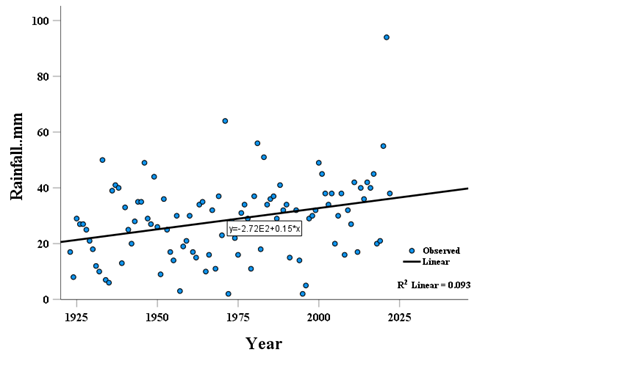 100
80
60
40
20
0
Rainfall..mm
y=-2.72E2+0.15*x
Observed
Linear
R² Linear = 0.093
1925 1950 1975 2000 2025
Year